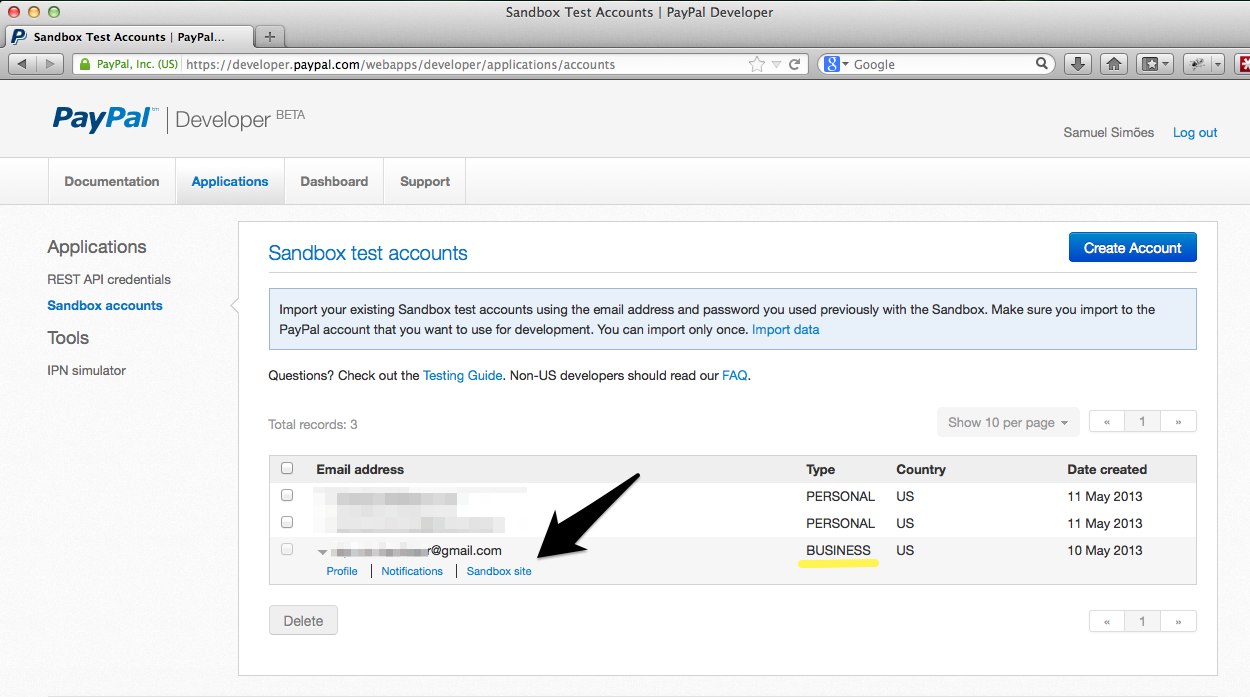 Sandbox Test Accounts | PayPal Developer
Sandbox Test Accounts | PayPal...
PayPal, Inc. (US) https://developer.paypal.com/webapps/developer/applications/accounts Google
PayPal™ | Developer BETA
Samuel Simões Log out
Documentation Applications Dashboard Support
Applications
REST API credentials
Sandbox accounts
Tools
IPN simulator
Sandbox test accounts
Create Account
Import your existing Sandbox test accounts using the email address and password you used previously with the Sandbox. Make sure you import to the
PayPal account that you want to use for development. You can import only once. Import data
Questions? Check out the Testing Guide. Non-US developers should read our FAQ.
Total records: 3 Show 10 per page « 1 »
Email address Type Country Date created
PERSONAL US 11 May 2013
PERSONAL US 11 May 2013
r@gmail.com BUSINESS US 10 May 2013
Profile | Notifications | Sandbox site
Delete « 1 »